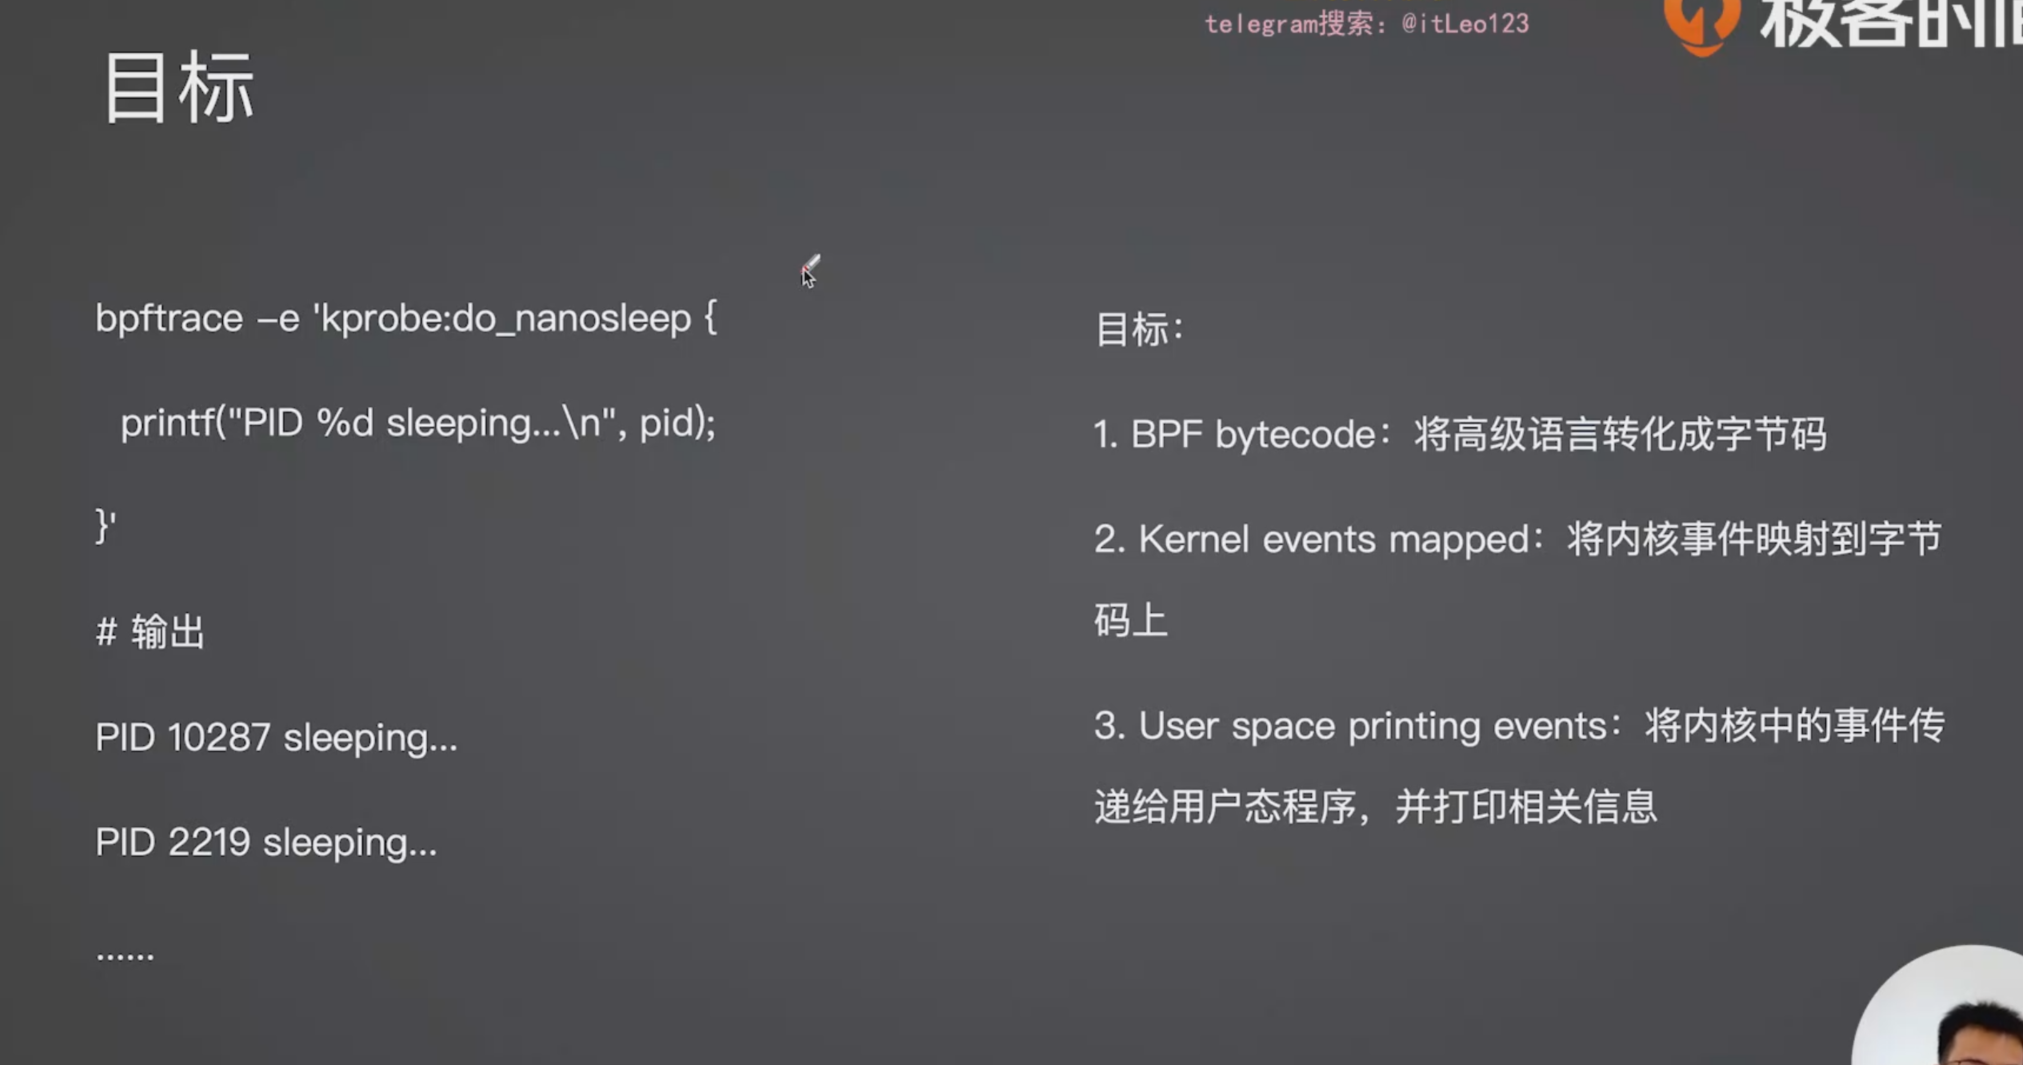 telegram搜索：@itLeo123
极客时间
目标
bpftrace –e 'kprobe:do_nanosleep {
printf("PID %d sleeping...\n", pid);
}'
# 输出
PID 10287 sleeping...
PID 2219 sleeping...
......
目标：
1. BPF bytecode：将高级语言转化成字节码
2. Kernel events mapped：将内核事件映射到字节
码上
3. User space printing events：将内核中的事件传
递给用户态程序，并打印相关信息